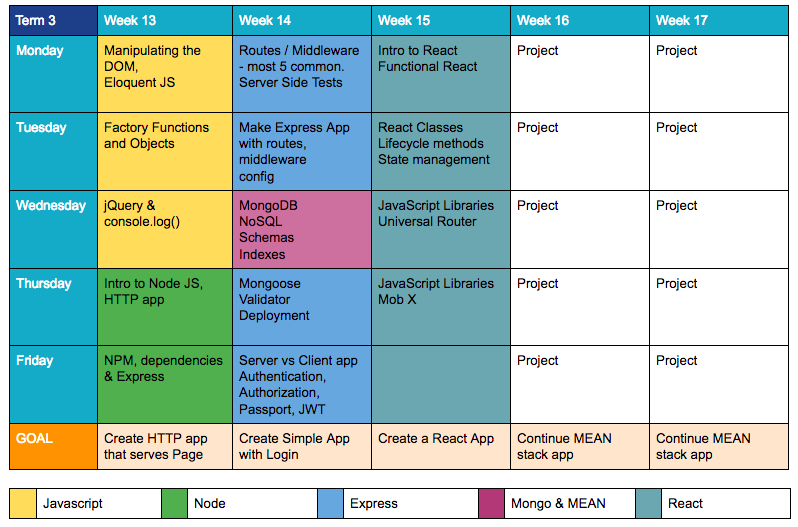 Term 3
Week 13
Week 14
Week 15
Week 16
Week 17
Monday
Manipulating the
DOM,
Eloquent JS
Routes / Middleware
- most 5 common.
Server Side Tests
Intro to React
Functional React
Project
Project
Tuesday
Factory Functions
and Objects
Make Express App
with routes,
middleware
config
React Classes
Lifecycle methods
State management
Project
Project
Wednesday
jQuery &
console.log()
MongoDB
NoSQL
Schemas
Indexes
JavaScript Libraries
Universal Router
Project
Project
Thursday
Intro to Node JS,
HTTP app
Mongoose
Validator
Deployment
JavaScript Libraries
Mob X
Project
Project
Friday
NPM, dependencies
& Express
Server vs Client app
Authentication,
Authorization,
Passport, JWT
Project
Project
GOAL
Create HTTP app
that serves Page
Create Simple App
with Login
Create a React App
Continue MEAN
stack app
Continue MEAN
stack app
Javascript
Node
Express
Mongo & MEAN
React